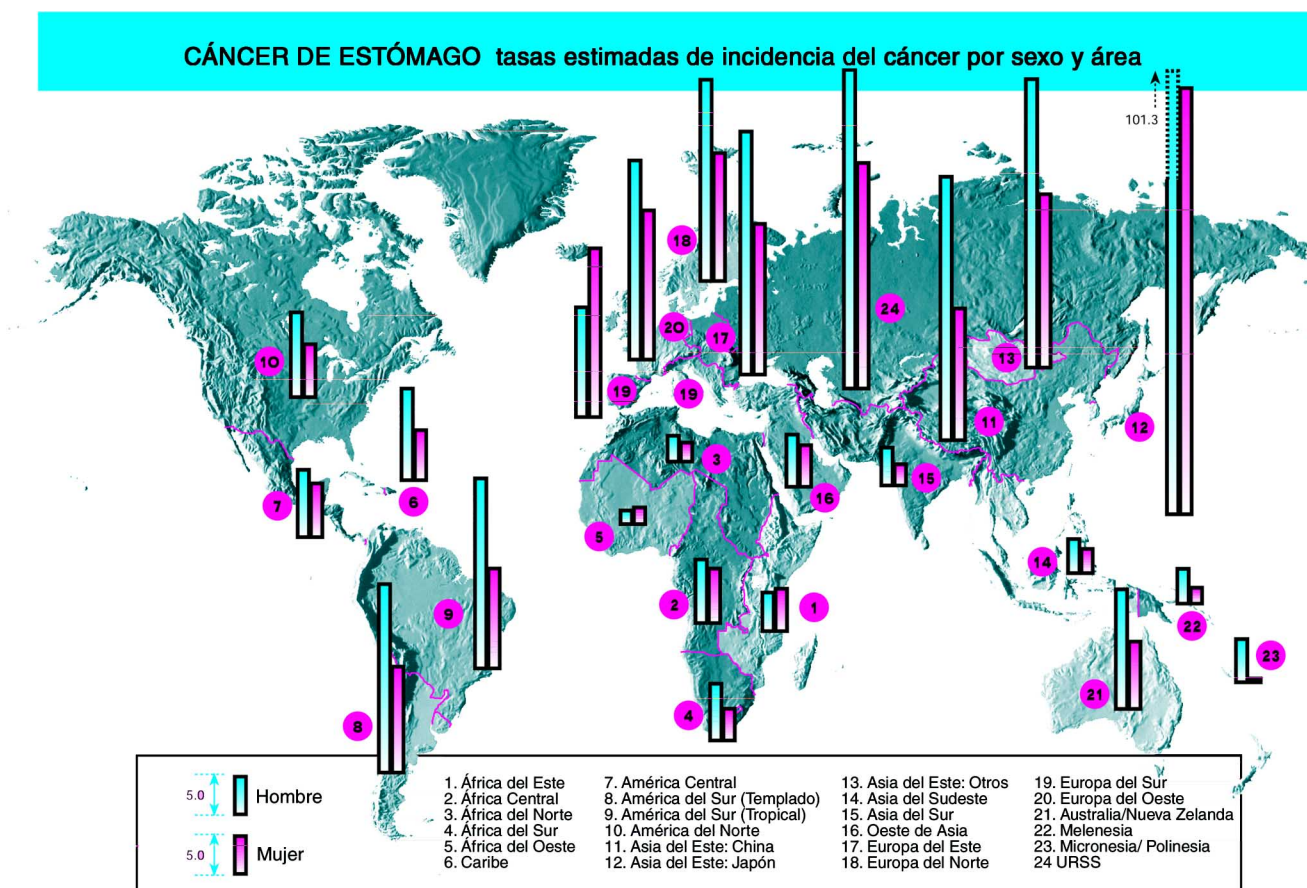 CÁNCER DE ESTÓMAGO tasas estimadas de incidencia del cáncer por sexo y área
101.3
18
24
10
20
17
13
19
19
11
12
3
15
7
6
16
5
14
9
2
1
22
23
21
4
8
5.0 Hombre
5.0 Mujer
1. África del Este
2. África Central
3. África del Norte
4. África del Sur
5. África del Oeste
6. Caribe
7. América Central
8. América del Sur (Templado)
9. América del Sur (Tropical)
10. América del Norte
11. Asia del Este: China
12. Asia del Este: Japón
13. Asia del Este: Otros
14. Asia del Sudeste
15. Asia del Sur
16. Oeste de Asia
17. Europa del Este
18. Europa del Norte
19. Europa del Sur
20. Europa del Oeste
21. Australia/Nueva Zelanda
22. Melenesia
23. Micronesia/ Polinesia
24 URSS